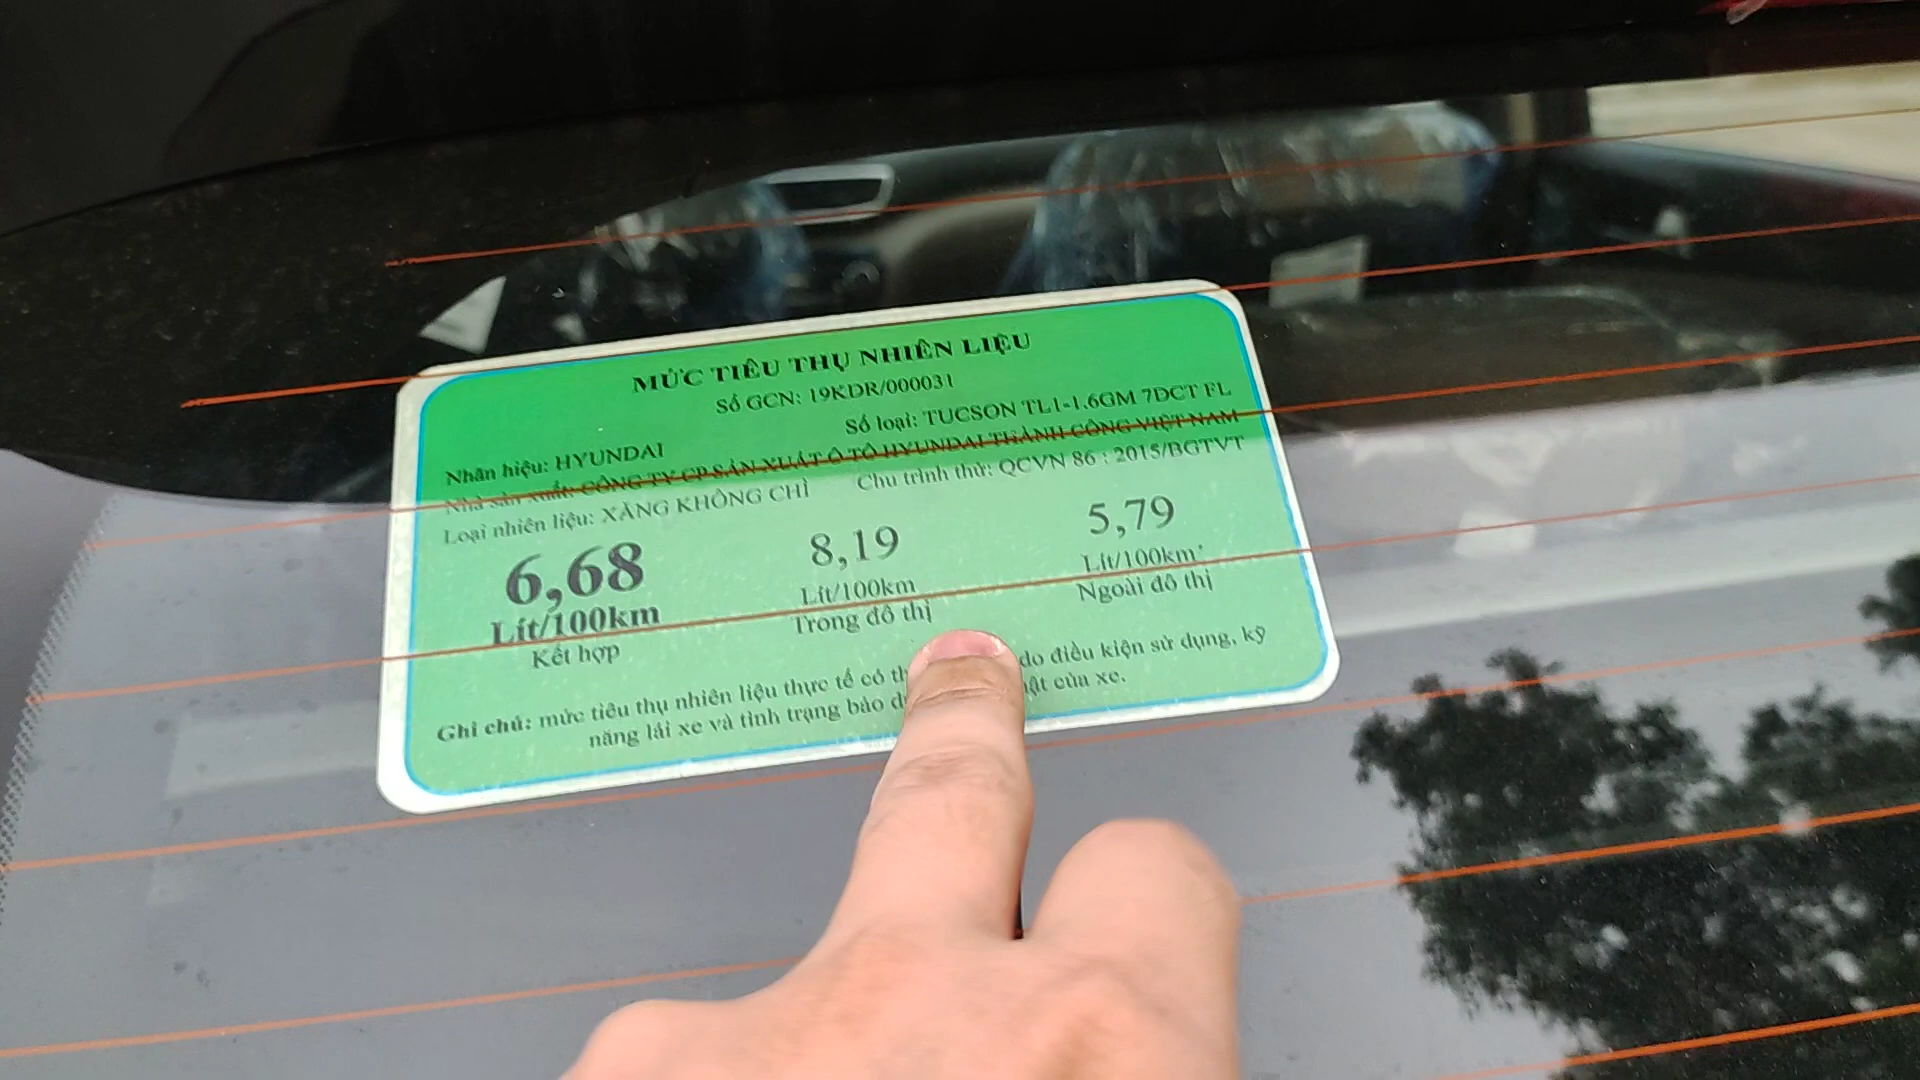 MỨC TIÊU THỤ NHIÊN LIỆU
Số GCN: 19KDR/000031
Nhãn hiệu: HYUNDAI Số loại: TUCSON TL1-1.6GM 7DCT FL
Nhà sản xuất: CÔNG TY CP SẢN XUẤT Ô TÔ HYUNDAI THÀNH CÔNG VIỆT NAM
Loại nhiên liệu: XĂNG KHÔNG CHÌ Chu trình thử: QCVN 86 : 2015/BGTVT
6,68 8,19 5,79
Lít/100km Lít/100km Lít/100km
Kết hợp Trong đô thị Ngoài đô thị
Ghi chú: mức tiêu thụ nhiên liệu thực tế có do điều kiện sử dụng, kỹ
năng lái xe và tình trạng bảo của xe.